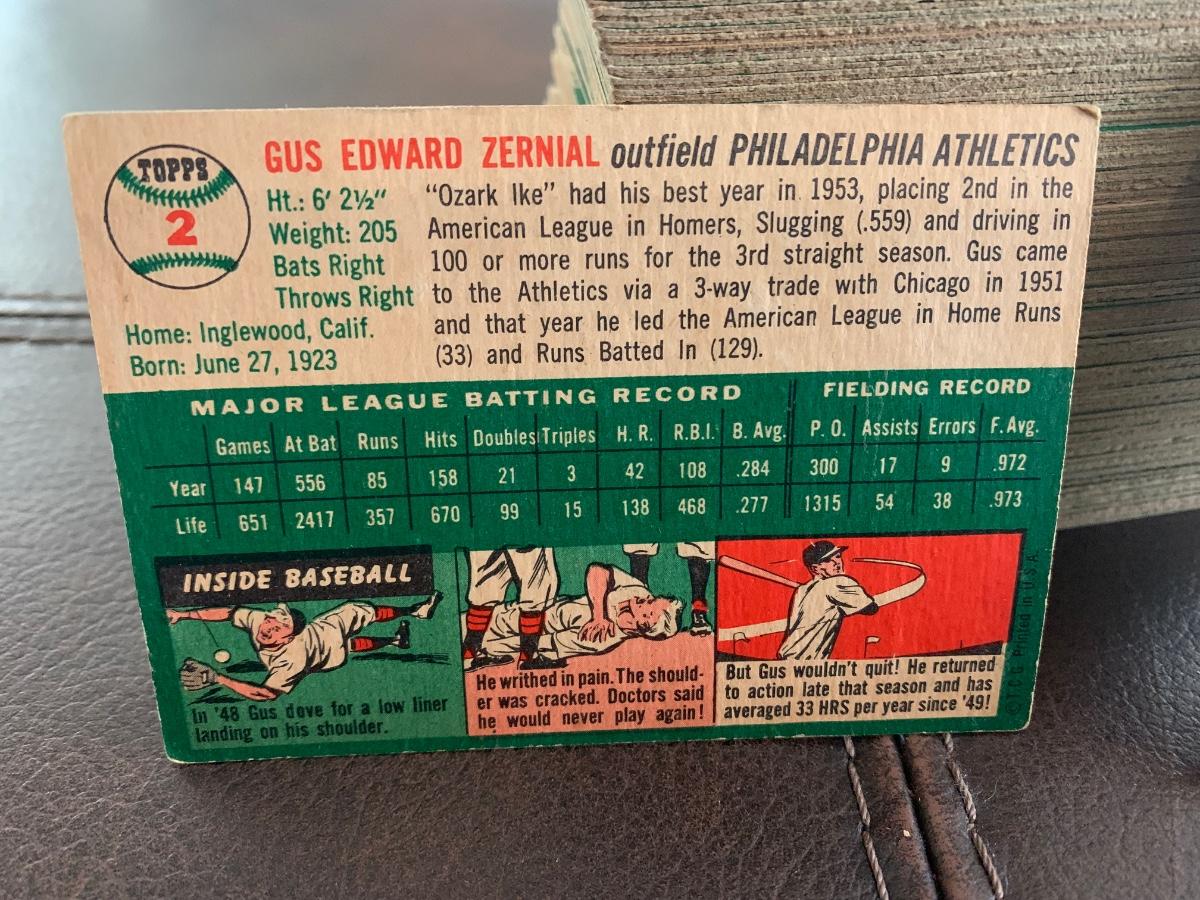 TOPPS
2
GUS EDWARD ZERNIAL outfield PHILADELPHIA ATHLETICS
Ht.: 6' 2½"
Weight: 205
Bats Right
Throws Right
Home: Inglewood, Calif.
Born: June 27, 1923
"Ozark Ike" had his best year in 1953, placing 2nd in the
American League in Homers, Slugging (.559) and driving in
100 or more runs for the 3rd straight season. Gus came
to the Athletics via a 3-way trade with Chicago in 1951
and that year he led the American League in Home Runs
(33) and Runs Batted In (129).
MAJOR LEAGUE BATTING RECORD FIELDING RECORD
Games At Bat Runs Hits Doubles Triples H. R. R.B.I. B. Avg. P. O. Assists Errors F. Avg.
Year 147 556 85 158 21 3 42 108 .284 300 17 9 .972
Life 651 2417 357 670 99 15 138 468 .277 1315 54 38 .973
INSIDE BASEBALL
In '48 Gus dove for a low liner
landing on his shoulder.
He writhed in pain. The should-
er was cracked. Doctors said
he would never play again!
But Gus wouldn't quit! He returned
to action late that season and has
averaged 33 HRS per year since '49!
© T.C.G. Printed in U.S.A.